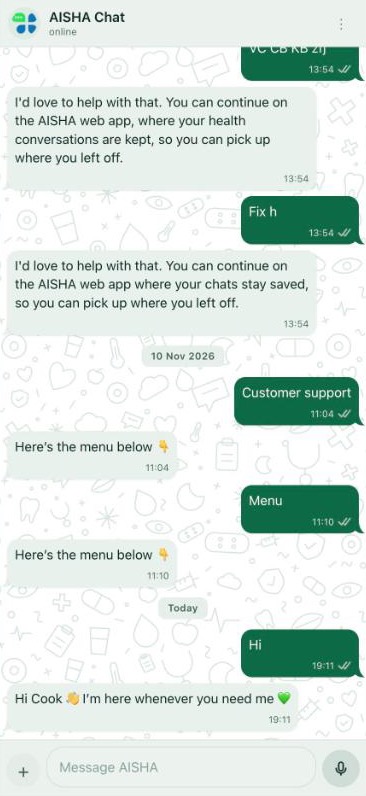 AISHA Chat
online
VC CB KB zfj
13:54
I'd love to help with that. You can continue on
the AISHA web app, where your health
conversations are kept, so you can pick up
where you left off.
13:54
Fix h
13:54
I'd love to help with that. You can continue on
the AISHA web app where your chats stay saved,
so you can pick up where you left off.
13:54
10 Nov 2026
Customer support
11:04
Here's the menu below 👇
11:04
Menu
11:10
Here's the menu below 👇
11:10
Today
Hi
19:11
Hi Cook 👋 I'm here whenever you need me 💚
19:11
Message AISHA